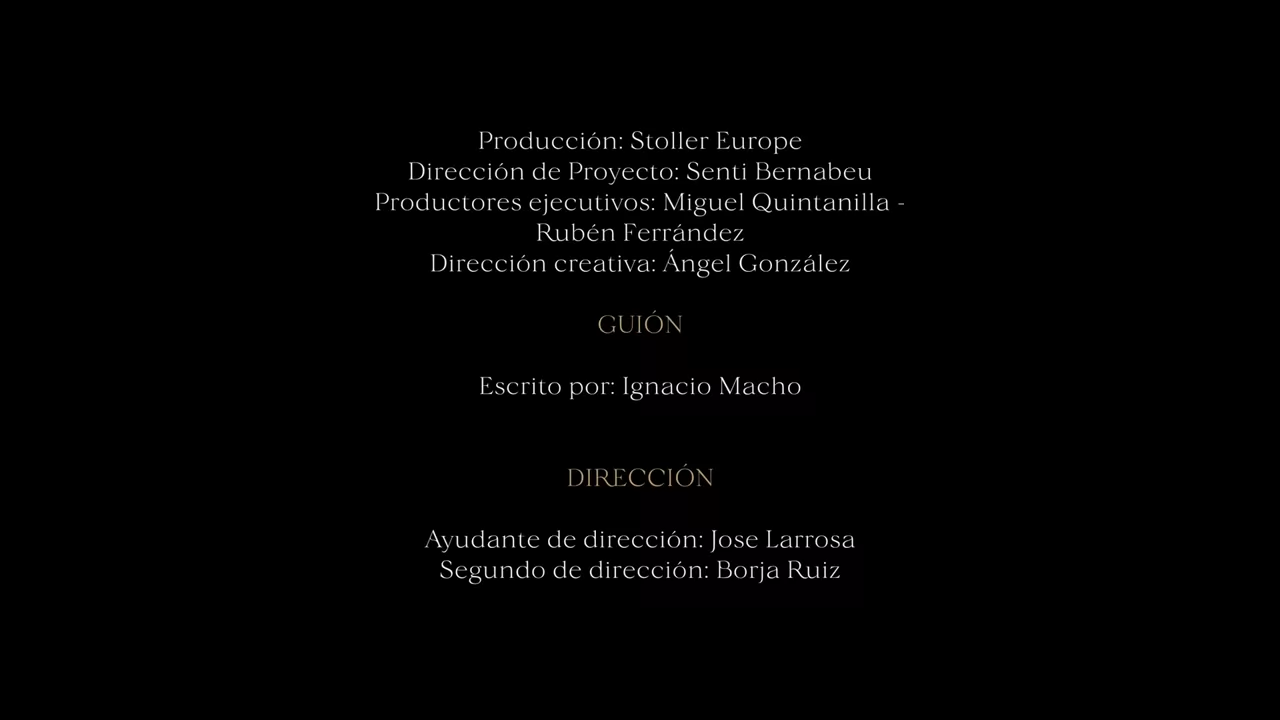 Producción: Stoller Europe
Dirección de Proyecto: Senti Bernabeu
Productores ejecutivos: Miguel Quintanilla -
Rubén Ferrández
Dirección creativa: Ángel González
GUIÓN
Escrito por: Ignacio Macho
DIRECCIÓN
Ayudante de dirección: Jose Larrosa
Segundo de dirección: Borja Ruiz